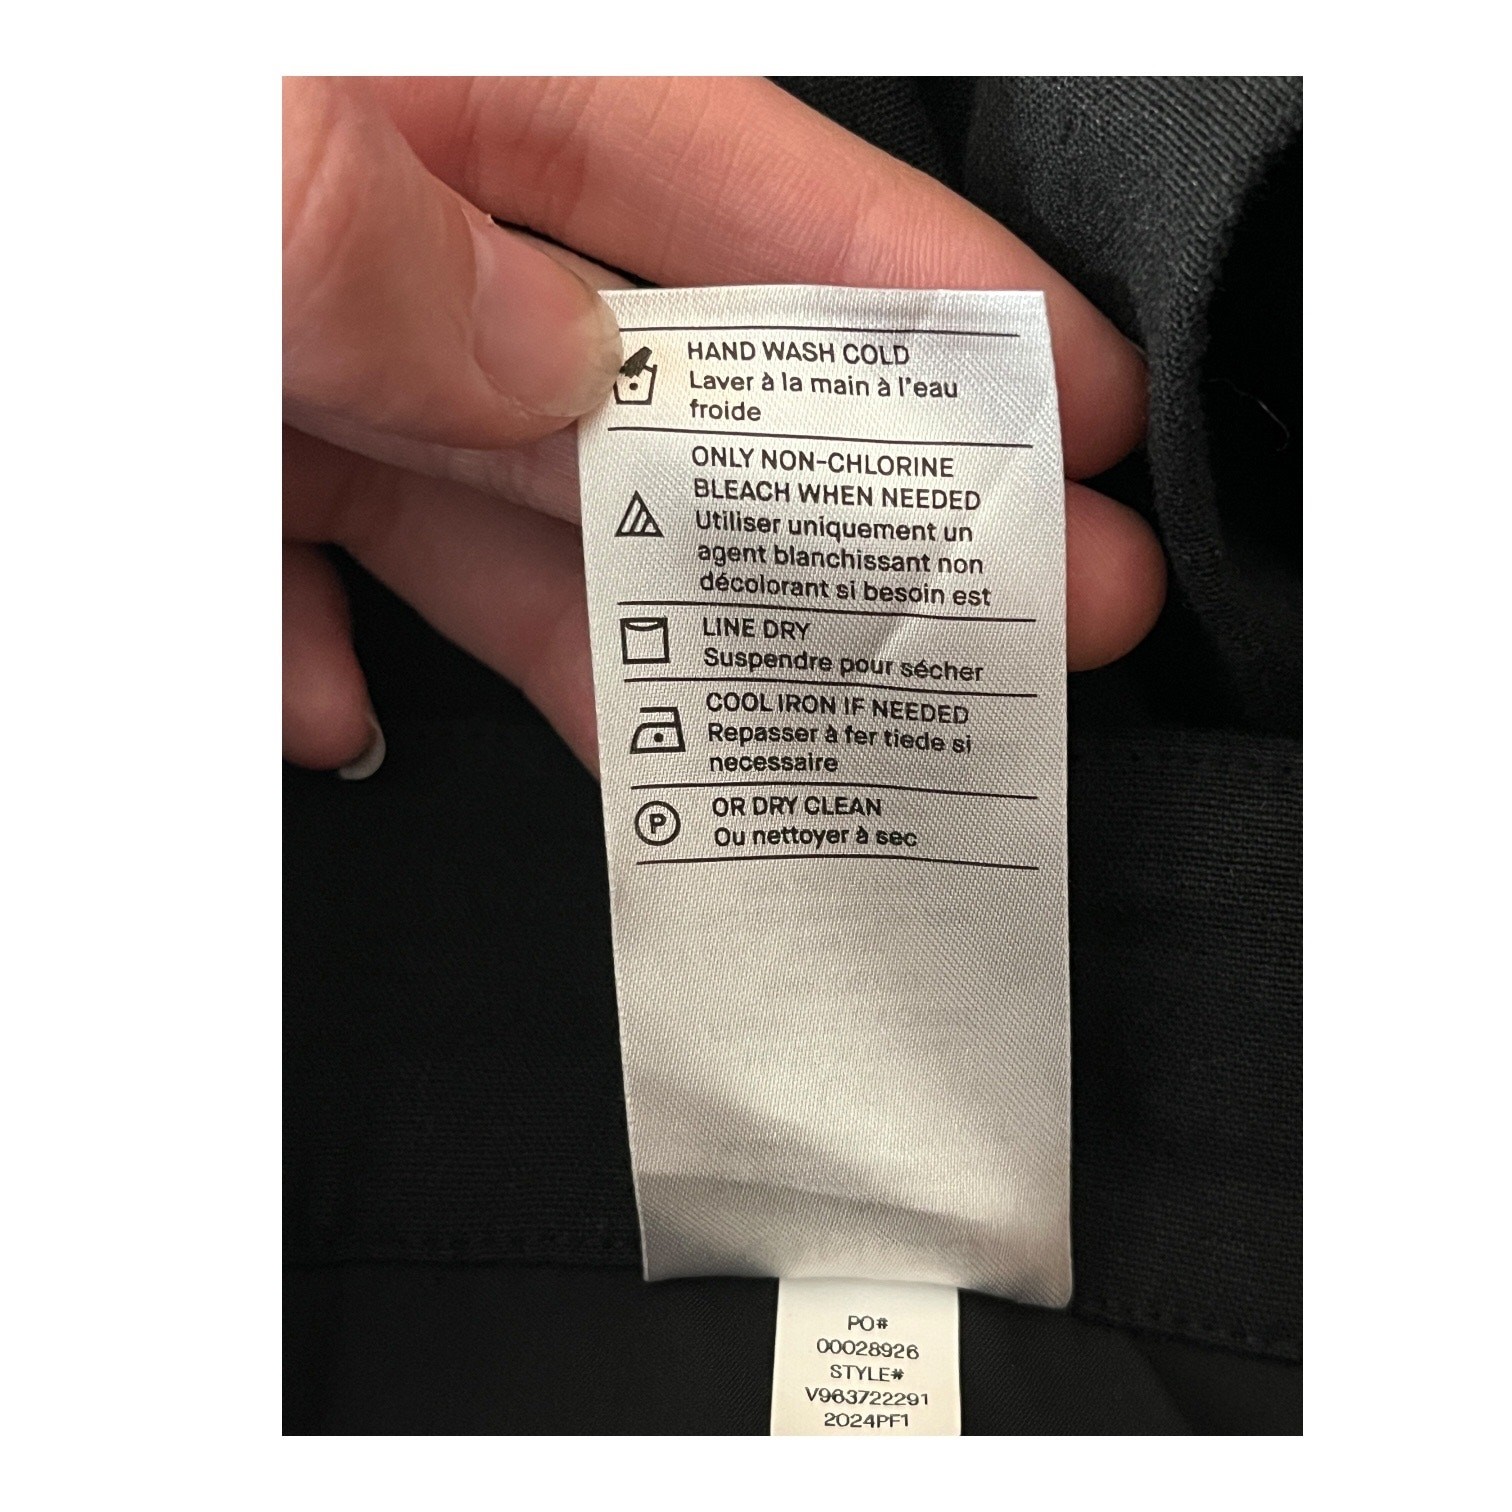 HAND WASH COLD
Laver à la main à l'eau
froide
ONLY NON-CHLORINE
BLEACH WHEN NEEDED
Utiliser uniquement un
agent blanchissant non
décolorant si besoin est
LINE DRY
Suspendre pour sécher
COOL IRON IF NEEDED
Repasser à fer tiede si
necessaire
P
OR DRY CLEAN
Ou nettoyer à sec
PO#
00028926
STYLE#
V963722291
2024PF1